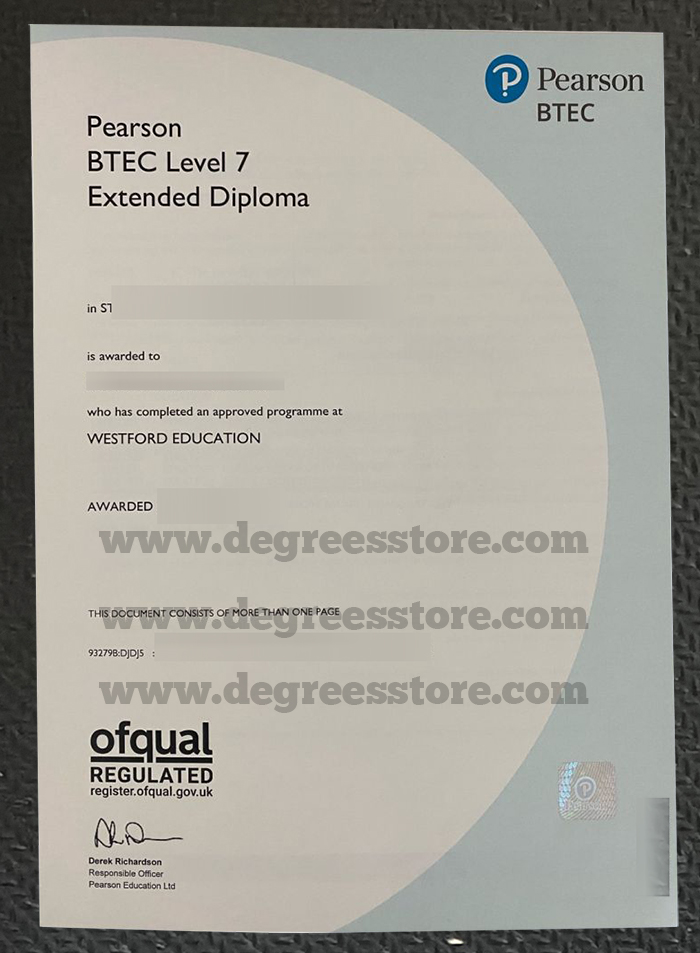 Pearson
BTEC
Pearson
BTEC Level 7
Extended Diploma
in ST
is awarded to
who has completed an approved programme at
WESTFORD EDUCATION
AWARDED
www.degreesstore.com
THIS DOCUMENT CONSISTS OF MORE THAN ONE PAGE
www.degreesstore.com
93279B:DJDJ5 :
www.degreesstore.com
ofqual
REGULATED
register.ofqual.gov.uk
Derek Richardson
Responsible Officer
Pearson Education Ltd